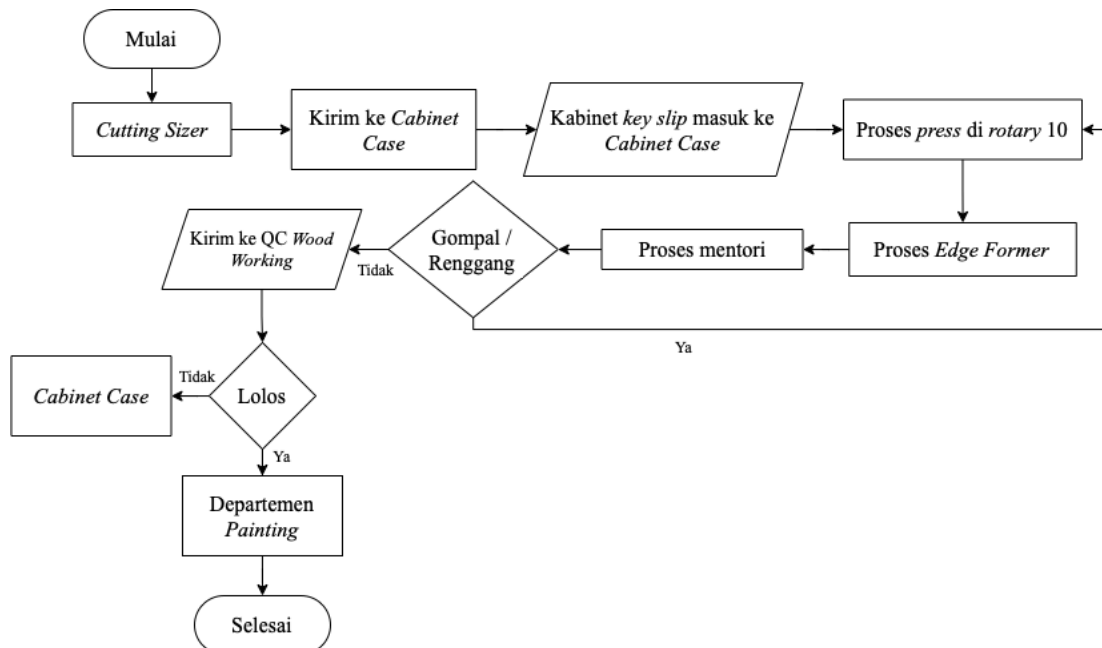 Mulai
Cutting Sizer
Kirim ke Cabinet
Case
Kabinet key slip masuk ke
Cabinet Case
Proses press di rotary 10
Proses Edge Former
Proses mentori
Gompal /
Renggang
Tidak
Ya
Kirim ke QC Wood
Working
Lolos
Tidak
Cabinet Case
Ya
Departemen
Painting
Selesai